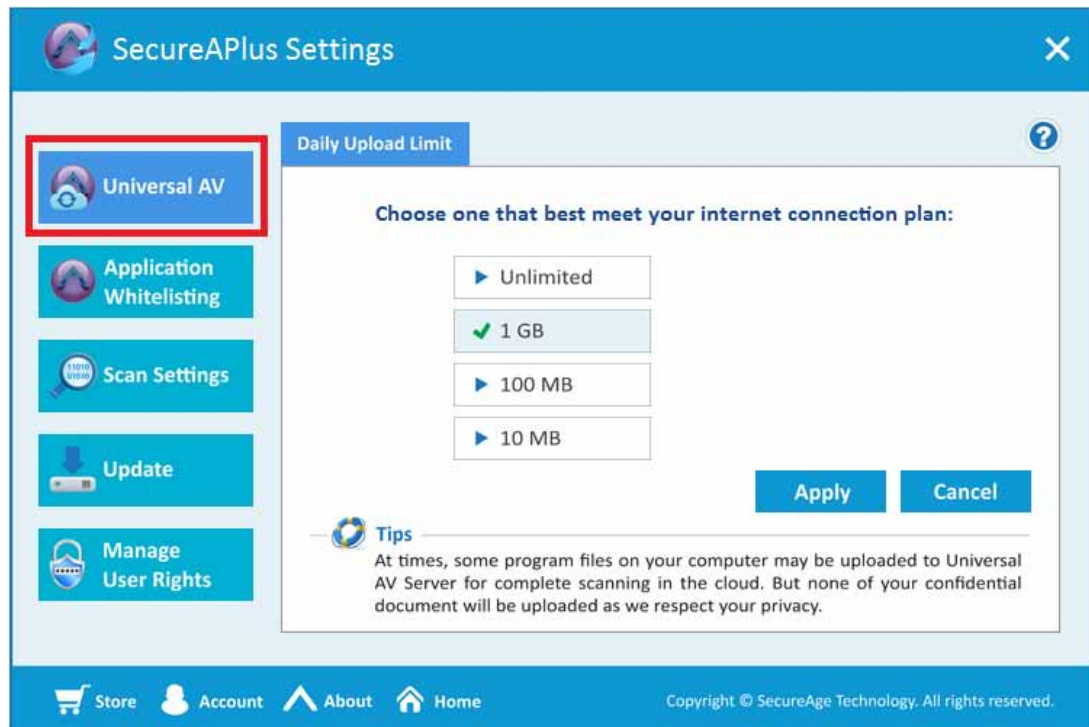 SecureAPlus Settings
Universal AV
Application
Whitelisting
Scan Settings
Update
Manage
User Rights
Daily Upload Limit
?
Choose one that best meet your internet connection plan:
Unlimited
1 GB
100 MB
10 MB
Apply
Cancel
Tips
At times, some program files on your computer may be uploaded to Universal
AV Server for complete scanning in the cloud. But none of your confidential
document will be uploaded as we respect your privacy.
Store
Account
About
Home
Copyright © SecureAge Technology. All rights reserved.